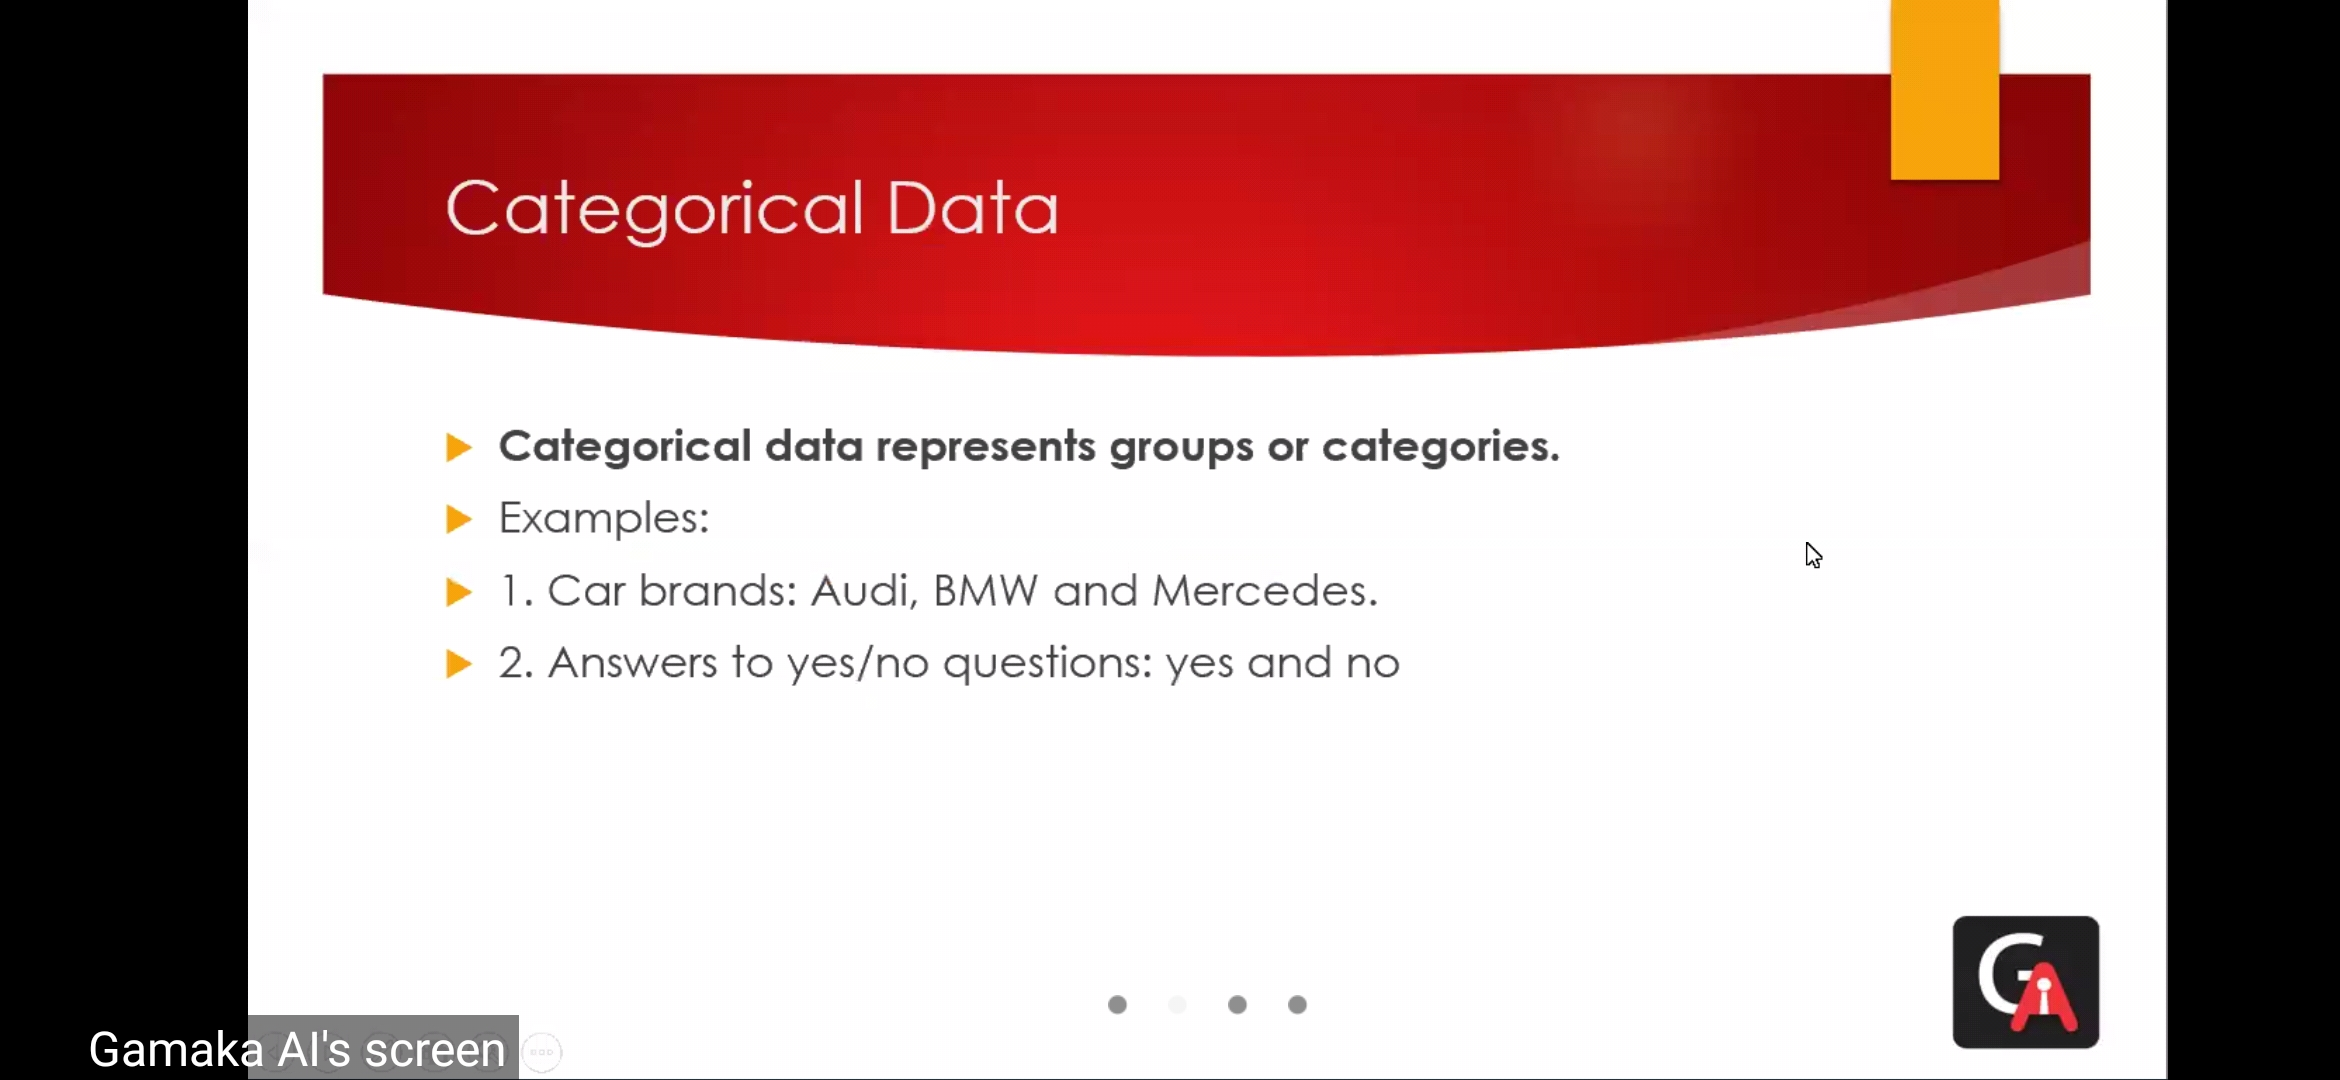 Categorical Data
Categorical data represents groups or categories.
Examples:
1. Car brands: Audi, BMW and Mercedes.
2. Answers to yes/no questions: yes and no
GA
Gamaka AI's screen